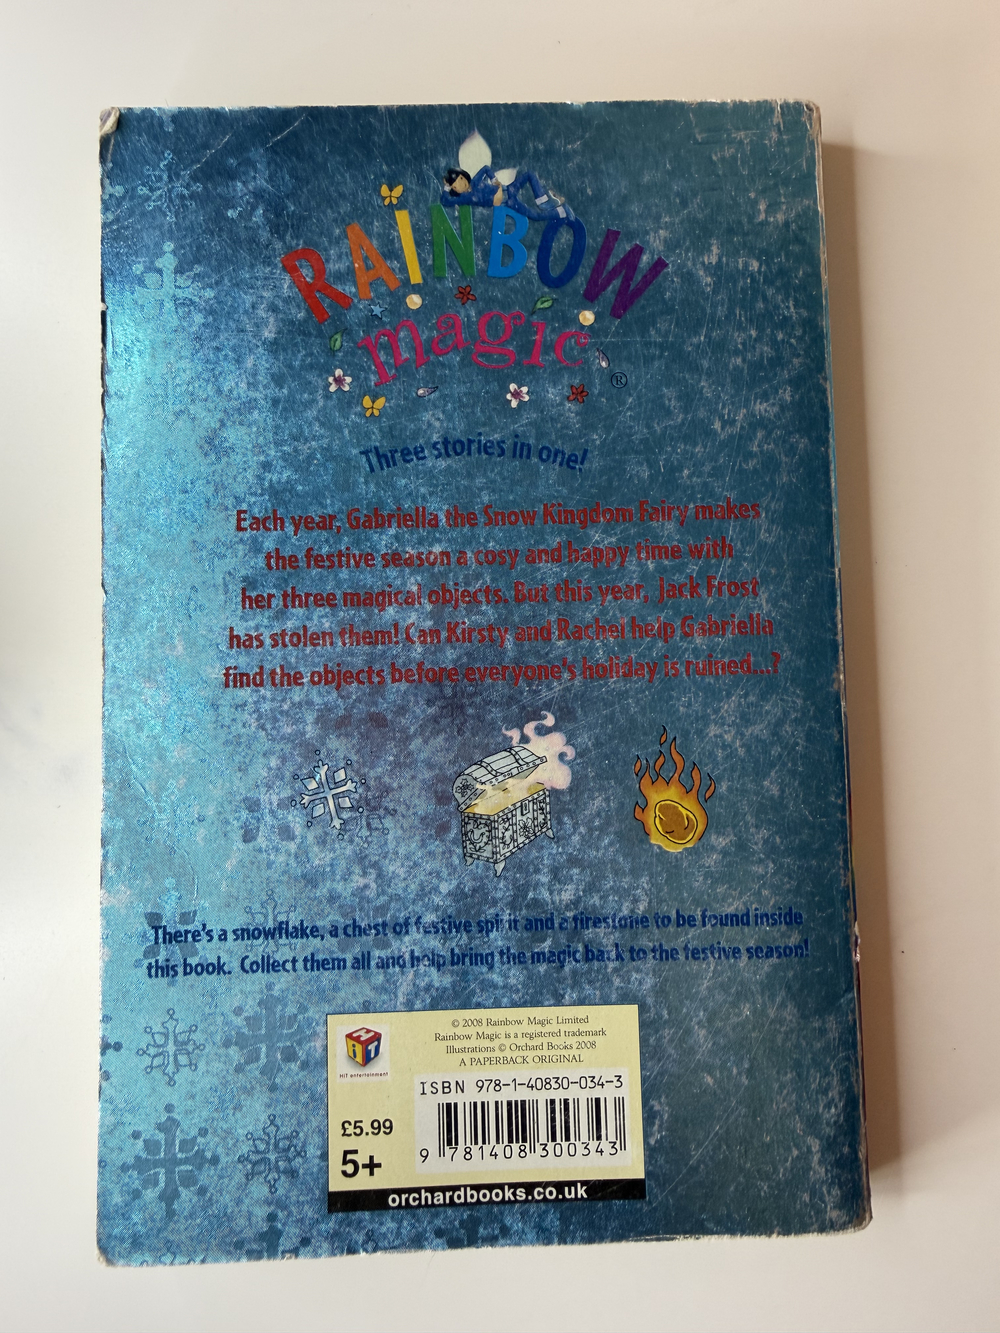 RAINBOW
magic
®
Three stories in one!
Each year, Gabriella the Snow Kingdom Fairy makes
the festive season a cosy and happy time with
her three magical objects. But this year, Jack Frost
has stolen them! Can Kirsty and Rachel help Gabriella
find the objects before everyone's holiday is ruined...?
There's a snowflake, a chest of festive spirit and a firestone to be found inside
this book. Collect them all and help bring the magic back to the festive season!
HiT
HiT entertainment
© 2008 Rainbow Magic Limited
Rainbow Magic is a registered trademark
Illustrations © Orchard Books 2008
A PAPERBACK ORIGINAL
ISBN 978-1-40830-034-3
£5.99
5+
9 781408 300343
orchardbooks.co.uk